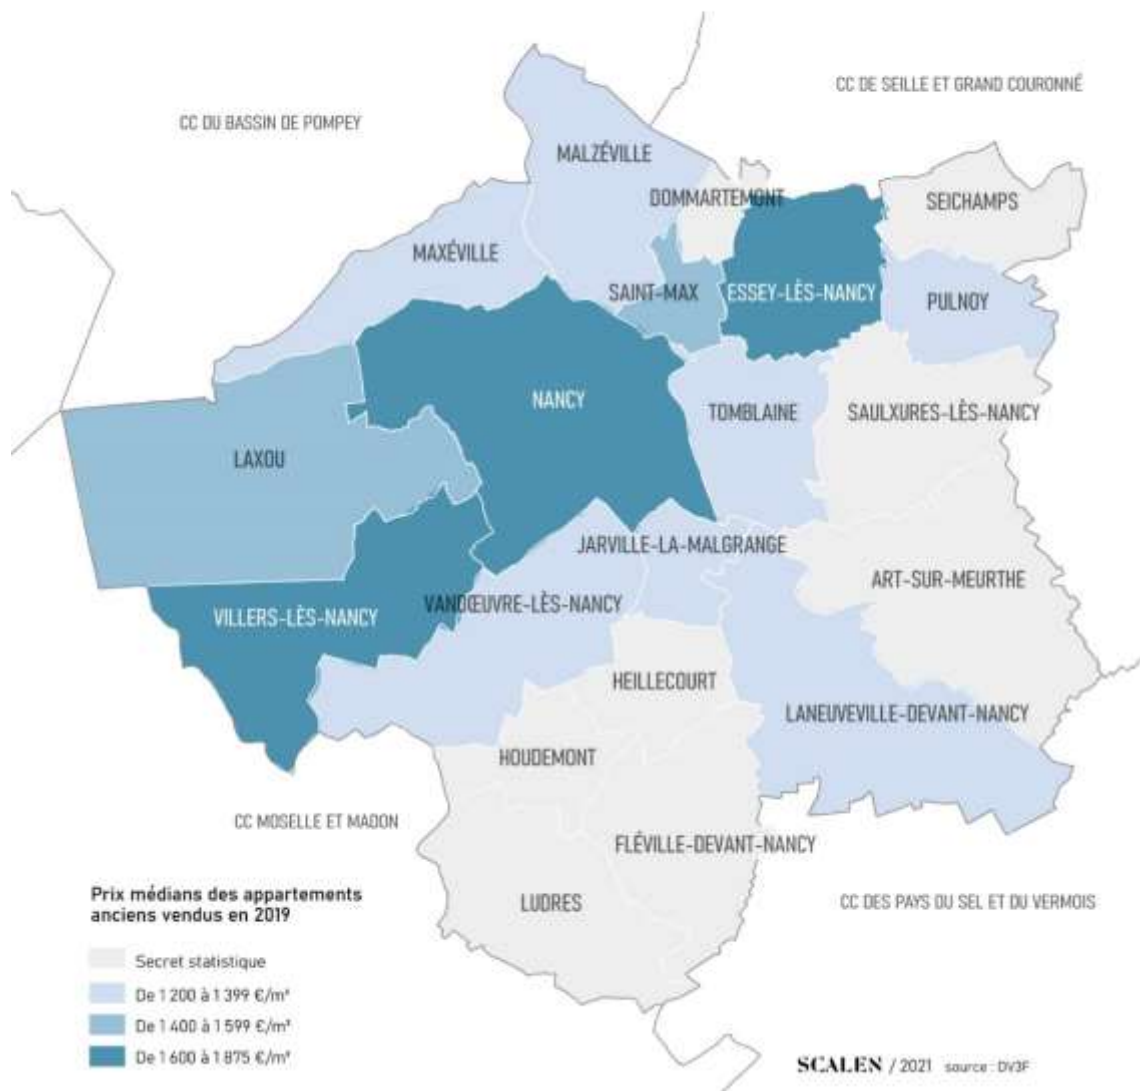 CC DE SEILLE ET GRAND COURONNÉ
CC DU BASSIN DE POMPEY
MALZÉVILLE
DOMMARTEMONT
SEICHAMPS
MAXÉVILLE
SAINT-MAX
ESSEY-LÈS-NANCY
PULNOY
NANCY
TOMBLAINE
SAULXURES-LÈS-NANCY
LAXOU
JARVILLE-LA-MALGRANGE
ART-SUR-MEURTHE
VILLERS-LÈS-NANCY
VANDŒUVRE-LÈS-NANCY
HEILLECOURT
LANEUVEVILLE-DEVANT-NANCY
HOUDEMONT
CC MOSELLE ET MADON
FLÉVILLE-DEVANT-NANCY
LUDRES
CC DES PAYS DU SEL ET DU VERMOIS
Prix médians des appartements
anciens vendus en 2019
Secret statistique
De 1 200 à 1 399 €/m²
De 1 400 à 1 599 €/m²
De 1 600 à 1 875 €/m²
SCALEN / 2021 source : DV3F